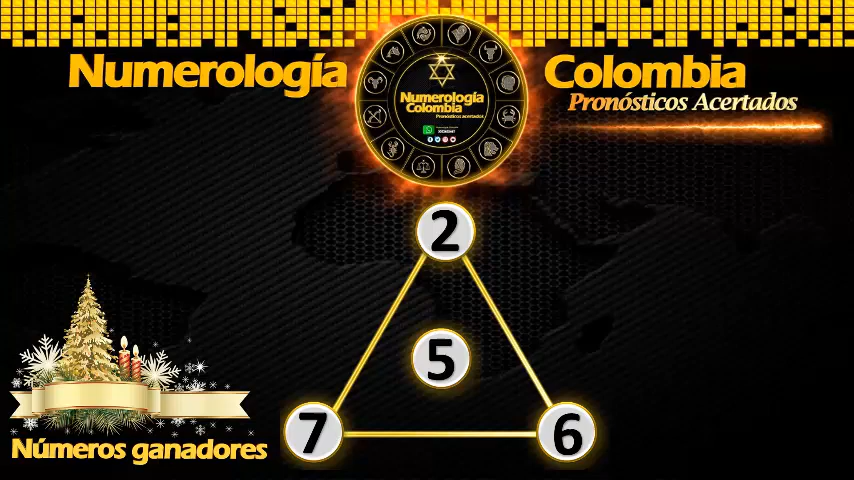 Numerología
Colombia
Pronósticos Acertados
Numerología
Colombia
Pronósticos acertados
2
5
7
6
Números ganadores